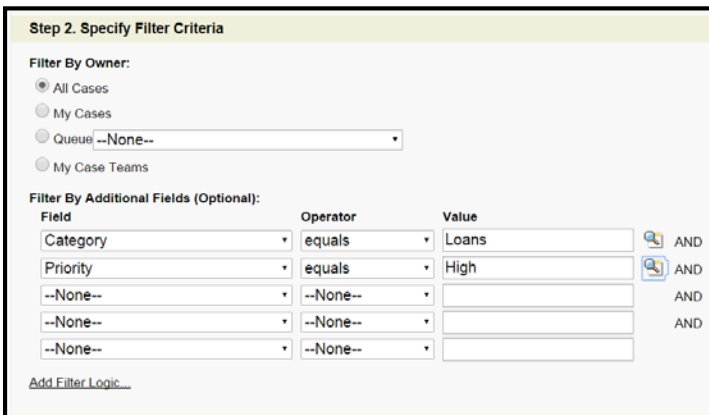 Step 2. Specify Filter Criteria
Filter By Owner:
All Cases
My Cases
Queue --None--
My Case Teams
Filter By Additional Fields (Optional):
Field Operator Value
Category equals Loans AND
Priority equals High AND
--None-- --None-- AND
--None-- --None-- AND
--None-- --None--
Add Filter Logic...